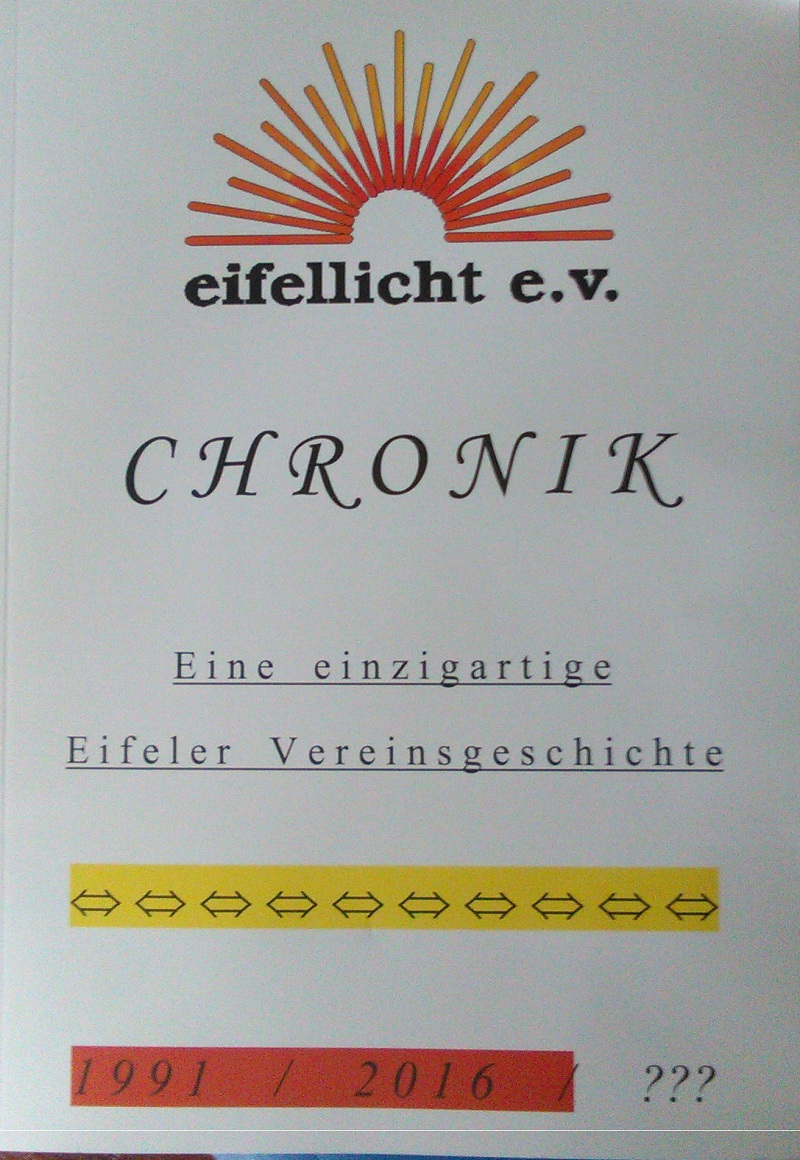 eifellicht e.v.
CHRONIK
Eine einzigartige
Eifeler Vereinsgeschichte
⇔ ⇔ ⇔ ⇔ ⇔ ⇔ ⇔ ⇔ ⇔ ⇔
1991 / 2016 / ???